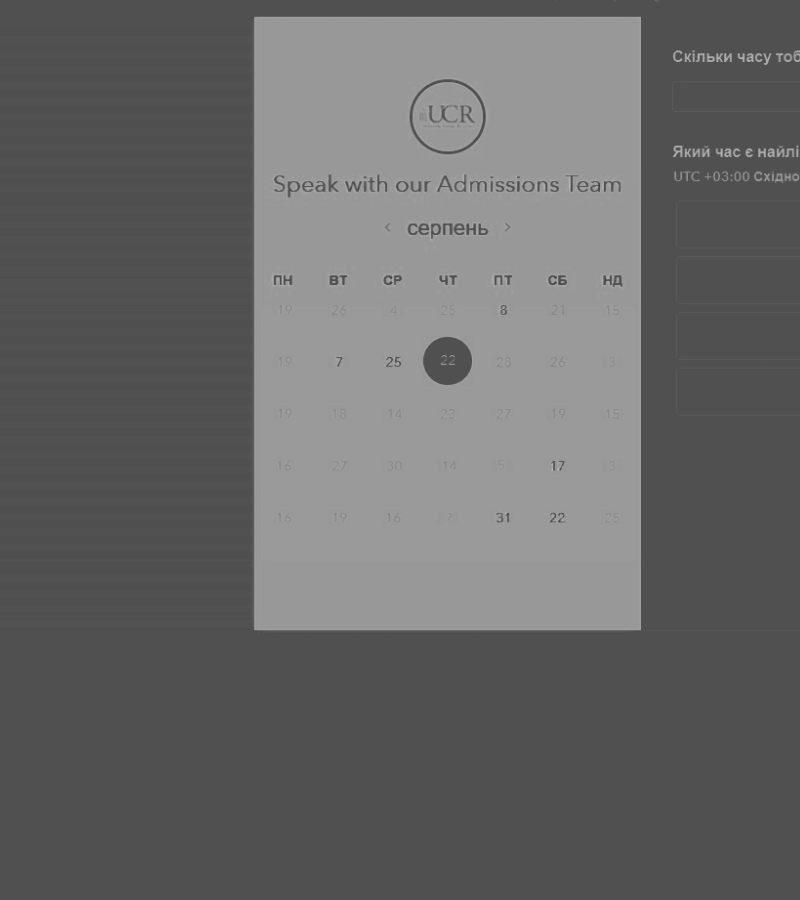 UCR
Speak with our Admissions Team
< серпень >
ПН ВТ СР ЧТ ПТ СБ НД
19 26 4 25 8 21 15
19 7 25 22 28 26 3
19 18 14 22 27 19 15
16 27 30 14 5 17 3
16 19 16 31 22 25
Скільки часу тоб
Який час є найлі
UTC +03:00 Східно